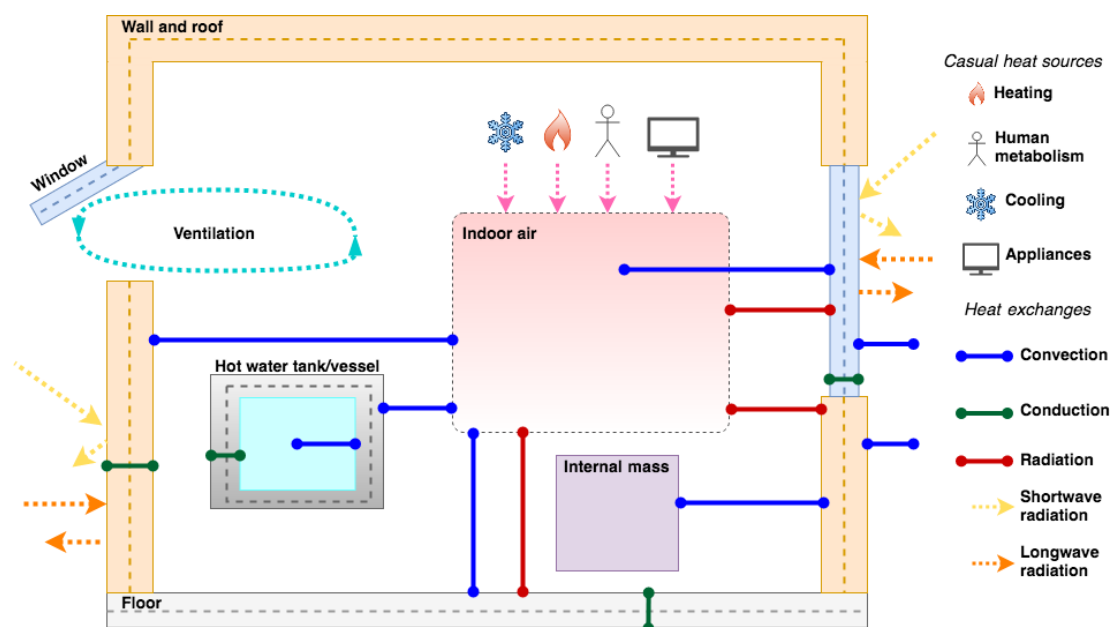 Wall and roof
Window
Ventilation
Indoor air
Hot water tank/vessel
Internal mass
Floor
Casual heat sources
Heating
Human
metabolism
Cooling
Appliances
Heat exchanges
Convection
Conduction
Radiation
Shortwave
radiation
Longwave
radiation